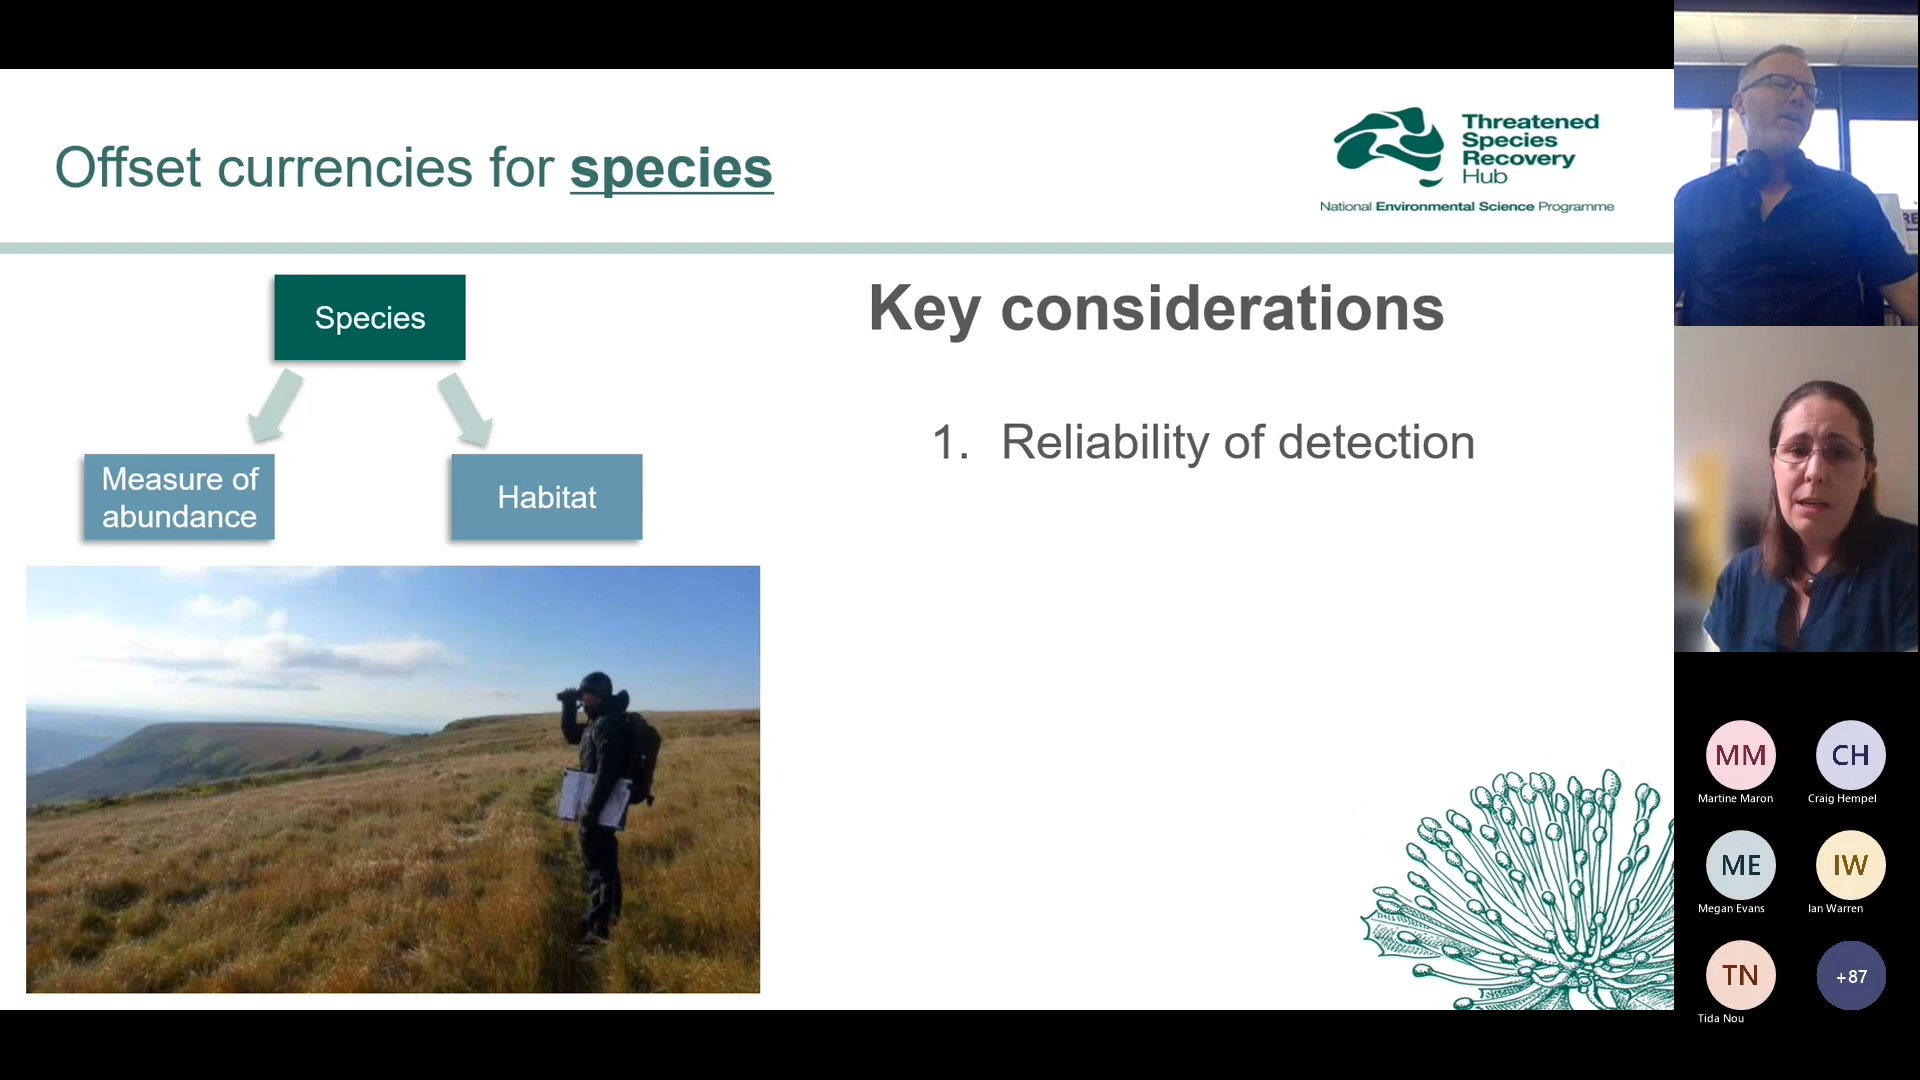 Offset currencies for species
Threatened
Species
Recovery
Hub
National Environmental Science Programme
Species
Measure of
abundance
Habitat
Key considerations
1. Reliability of detection
RE
MM
Martine Maron
CH
Craig Hempel
ME
Megan Evans
IW
Ian Warren
TN
Tida Nou
+87